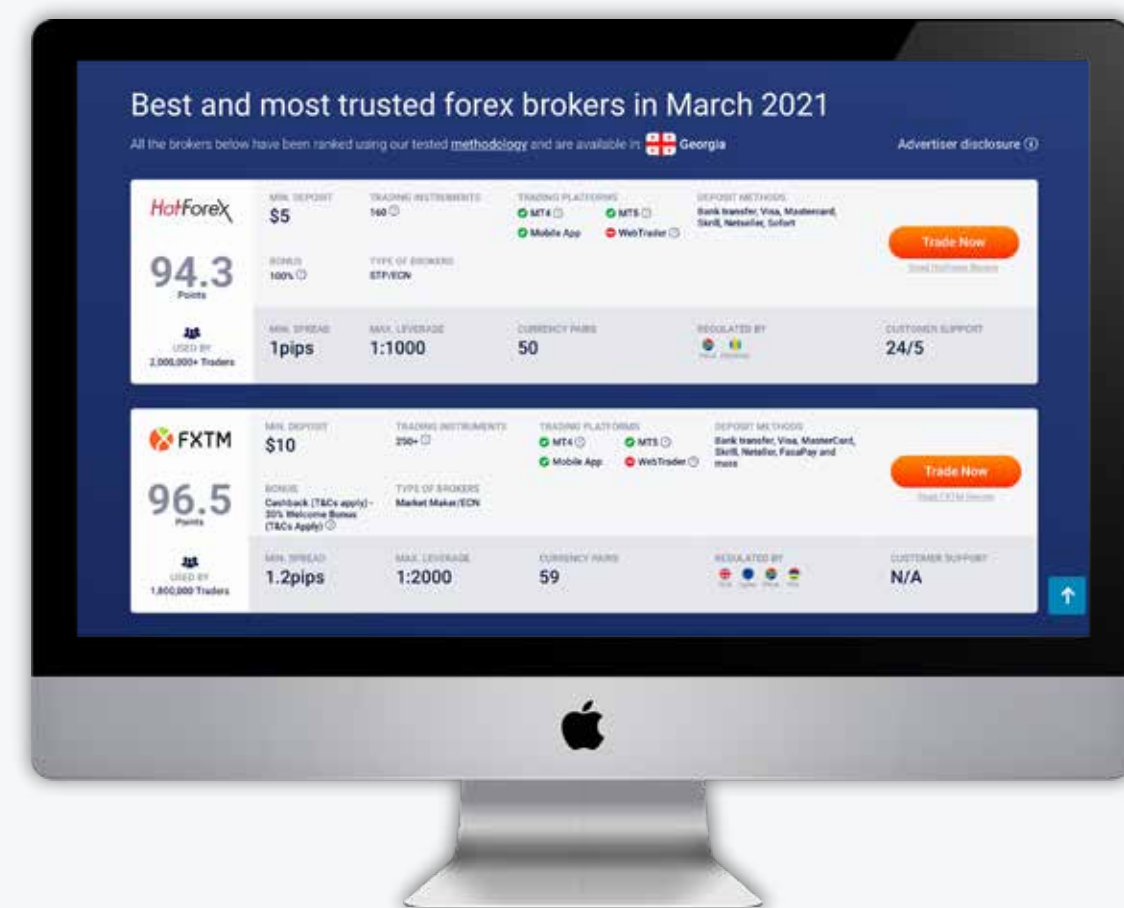 Best and most trusted forex brokers in March 2021
All the brokers below have been ranked using our tested methodology and are available in Georgia
Advertiser disclosure
HotForex
94.3
Points
USED BY
2,000,000+ Traders
MIN. DEPOSIT
$5
TRADING INSTRUMENTS
160
TRADING PLATFORMS
MT4 MT5
Mobile App WebTrader
DEPOSIT METHODS
Bank transfer, Visa, Mastercard,
Skrill, Netseller, Sofort
BONUS
100%
TYPE OF BROKERS
STP/ECN
Trade Now
Read HotForex Review
MIN. SPREAD
1pips
MAX. LEVERAGE
1:1000
CURRENCY PAIRS
50
REGULATED BY
CUSTOMER SUPPORT
24/5
FXTM
96.5
Points
USED BY
1,800,000 Traders
MIN. DEPOSIT
$10
TRADING INSTRUMENTS
250+
TRADING PLATFORMS
MT4 MT5
Mobile App WebTrader
DEPOSIT METHODS
Bank transfer, Visa, MasterCard,
Skrill, Neteller, FasaPay and
BONUS
Cashback (T&Cs apply) -
30% Welcome Bonus
(T&Cs Apply)
TYPE OF BROKERS
Market Maker/ECN
Trade Now
Read FXTM Review
MIN. SPREAD
1.2pips
MAX. LEVERAGE
1:2000
CURRENCY PAIRS
59
REGULATED BY
CUSTOMER SUPPORT
N/A